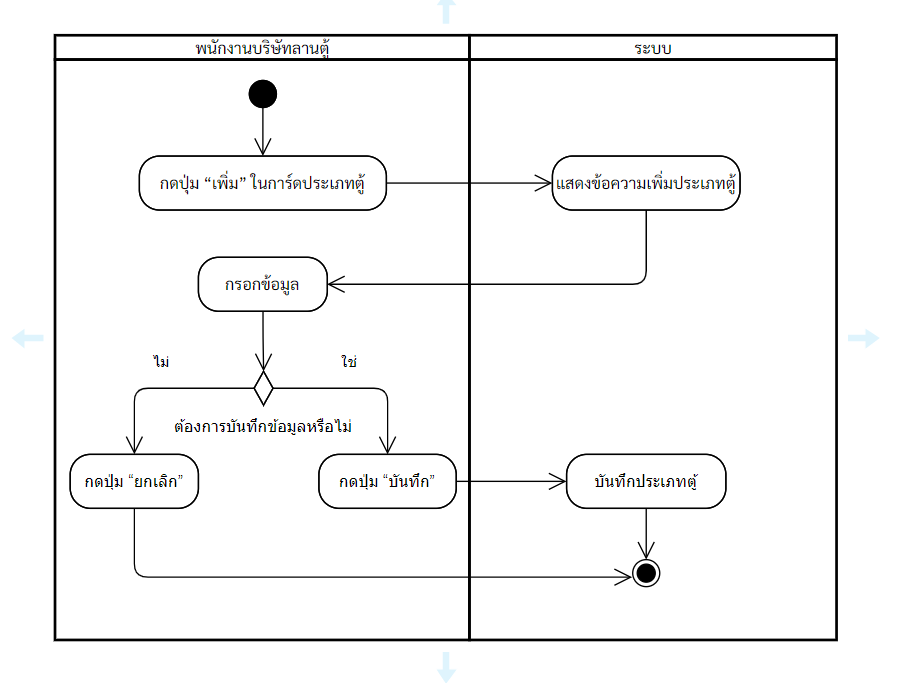 พนักงานบริษัทลานตู้
ระบบ
กดปุ่ม “เพิ่ม” ในการ์ดประเภทตู้
แสดงข้อความเพิ่มประเภทตู้
กรอกข้อมูล
ไม่
ใช่
ต้องการบันทึกข้อมูลหรือไม่
กดปุ่ม “ยกเลิก”
กดปุ่ม “บันทึก”
บันทึกประเภทตู้